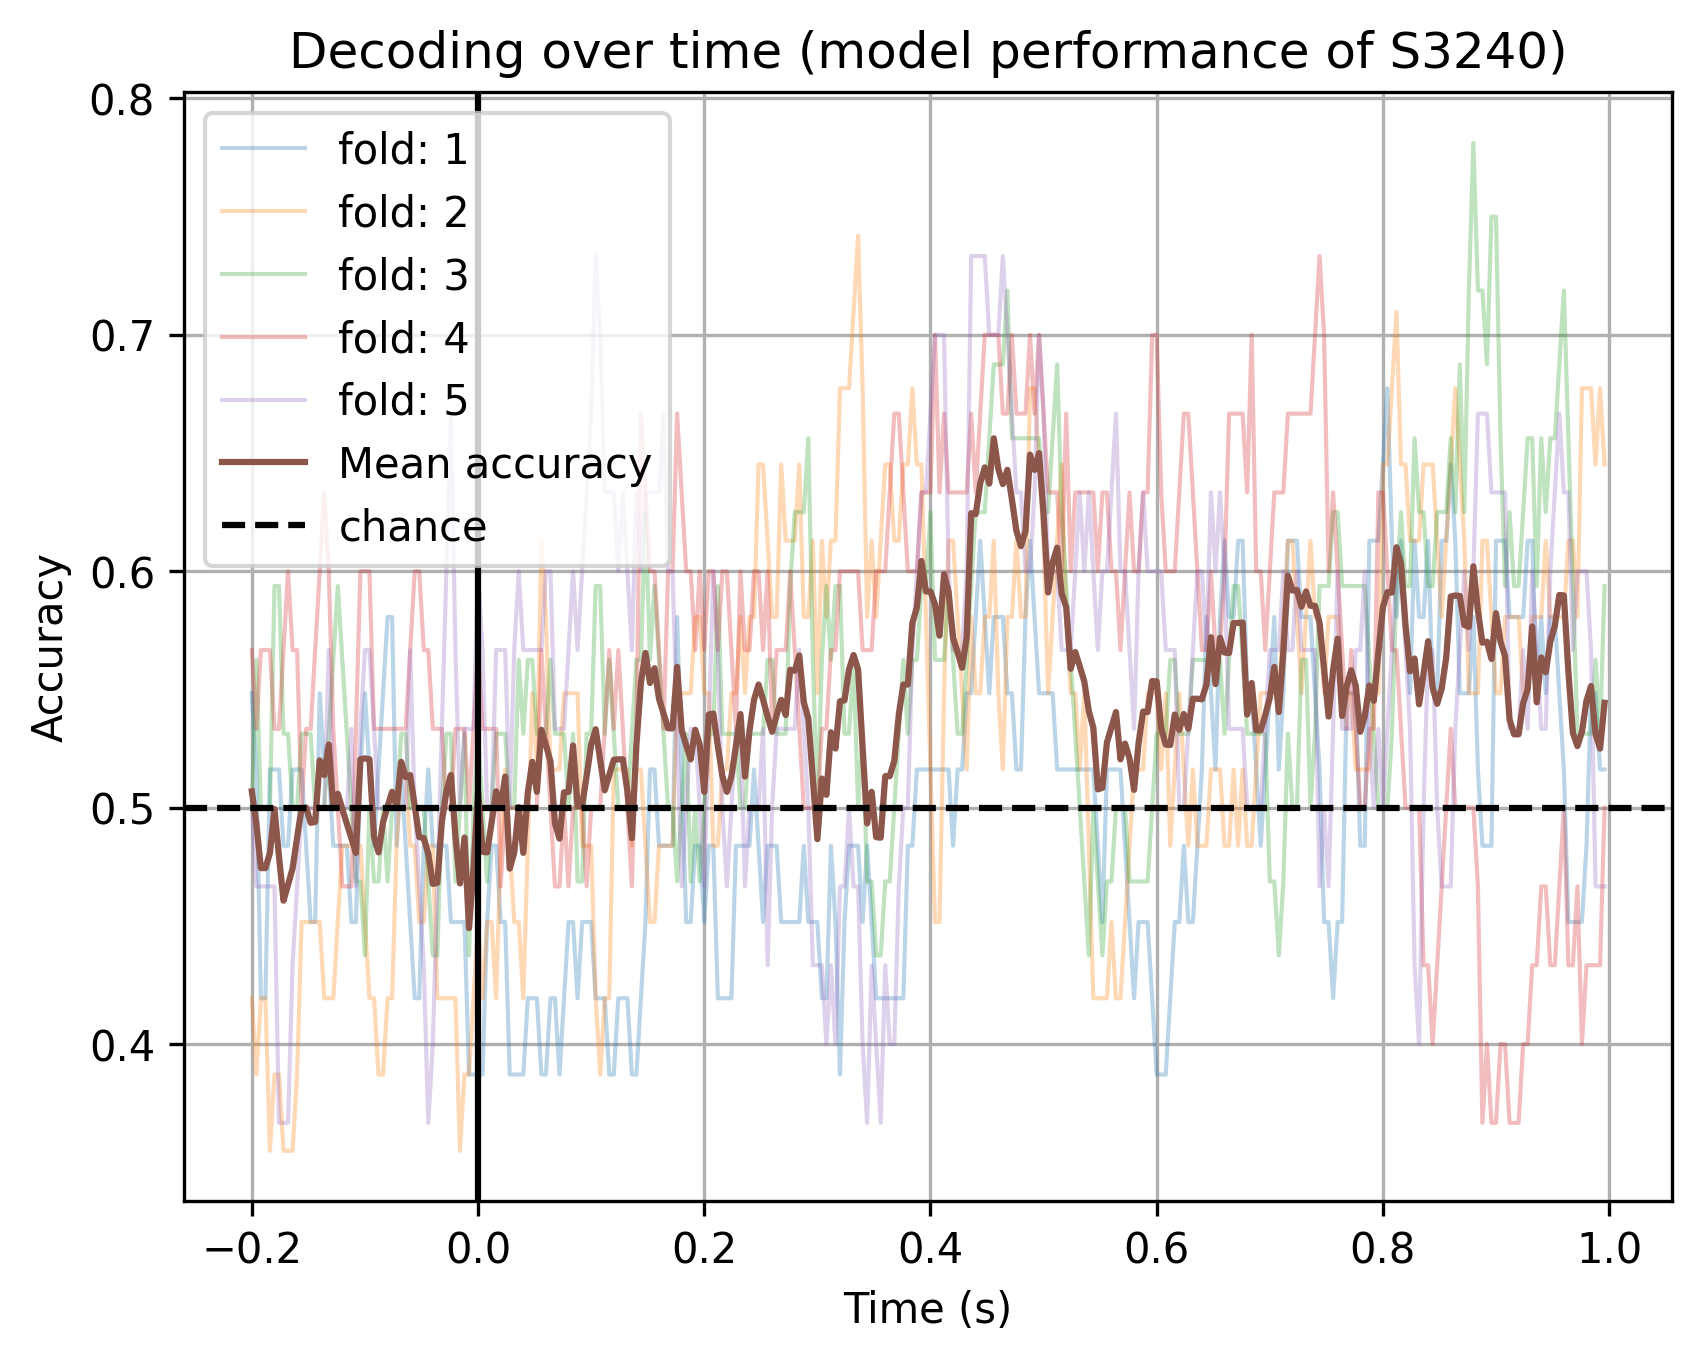 Decoding over time (model performance of S3240)
0.8
0.7
0.6
0.5
0.4
Accuracy
fold: 1
fold: 2
fold: 3
fold: 4
fold: 5
Mean accuracy
chance
−0.2 0.0 0.2 0.4 0.6 0.8 1.0
Time (s)